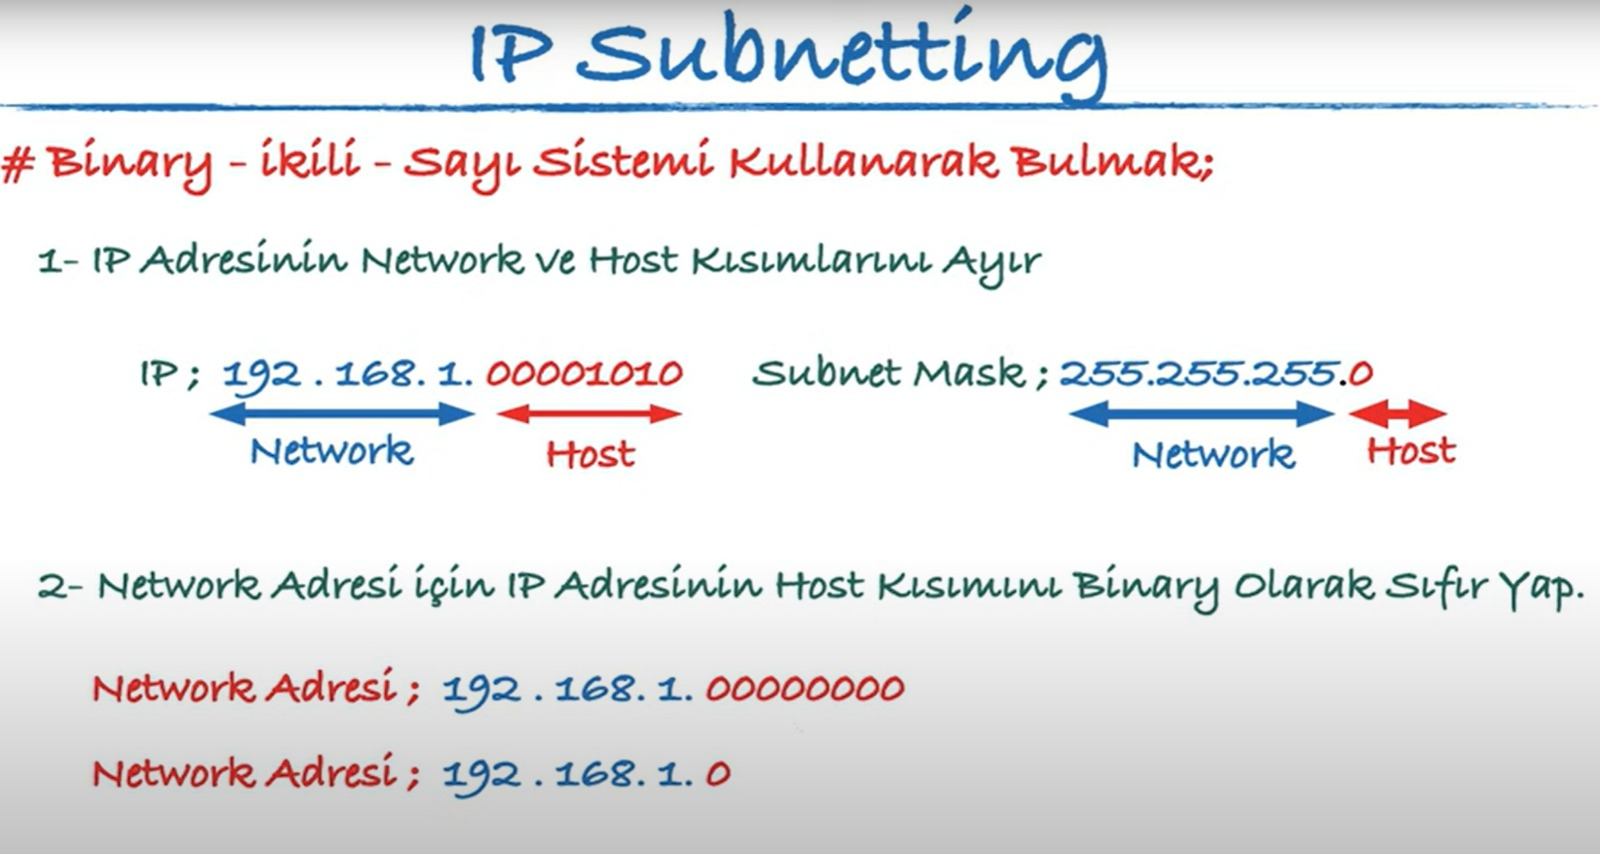 IP Subnetting
# Binary - ikili - Sayı Sistemi Kullanarak Bulmak;
1- IP Adresinin Network ve Host Kısımlarını Ayır
IP ; 192 . 168. 1. 00001010 Subnet Mask ; 255.255.255.0
Network Host Network Host
2- Network Adresi için IP Adresinin Host Kısımını Binary Olarak Sıfır Yap.
Network Adresi ; 192 . 168. 1. 00000000
Network Adresi ; 192 . 168. 1. 0